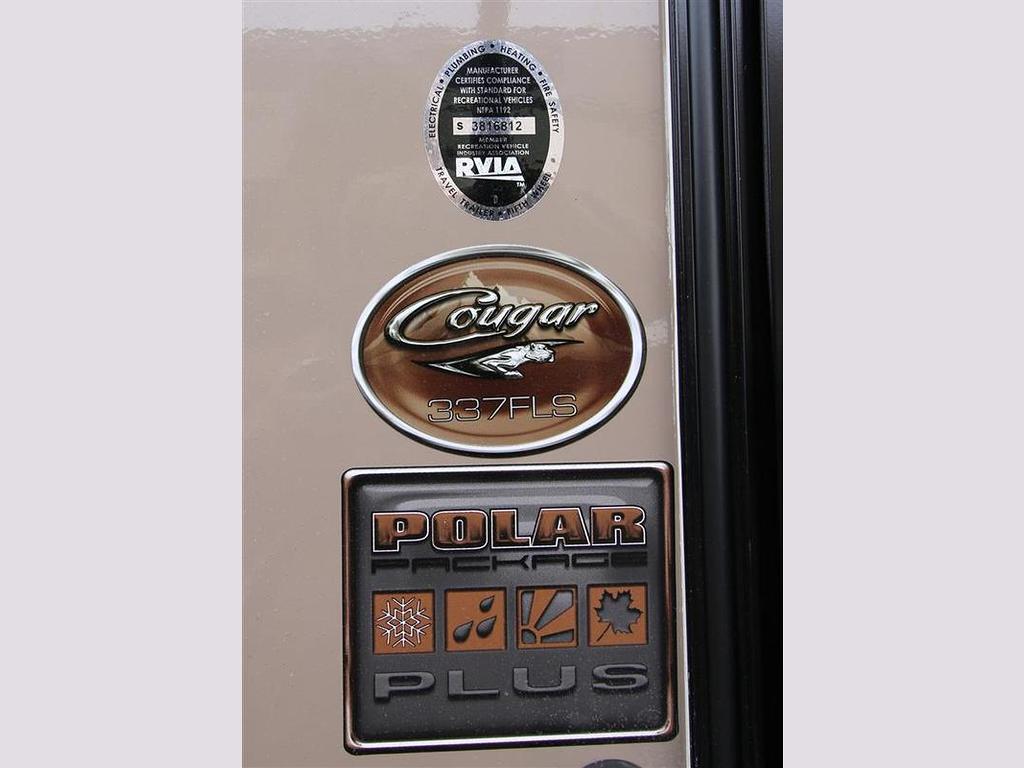 ELECTRICAL • PLUMBING • HEATING • FIRE SAFETY
MANUFACTURER
CERTIFIES COMPLIANCE
WITH STANDARD FOR
RECREATIONAL VEHICLES
NFPA 1192
S 3816812
MEMBER
RECREATION VEHICLE
INDUSTRY ASSOCIATION
RVIA
TM
TRAVEL TRAILER • FIFTH WHEEL
Cougar
337FLS
POLAR
PACKAGE
PLUS